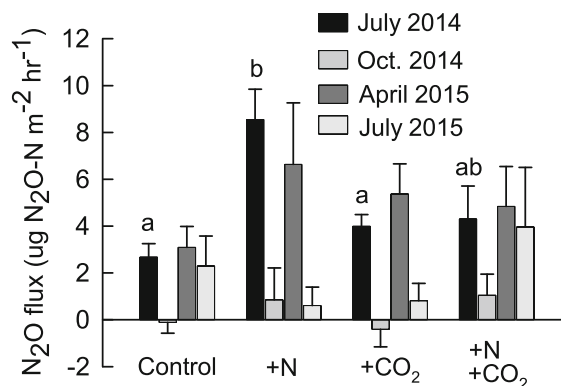 N₂O flux (ug N₂O-N m⁻² hr⁻¹)
12
10
8
6
4
2
0
-2
July 2014
Oct. 2014
April 2015
July 2015
a
b
a
ab
Control
+N
+CO₂
+N
+CO₂